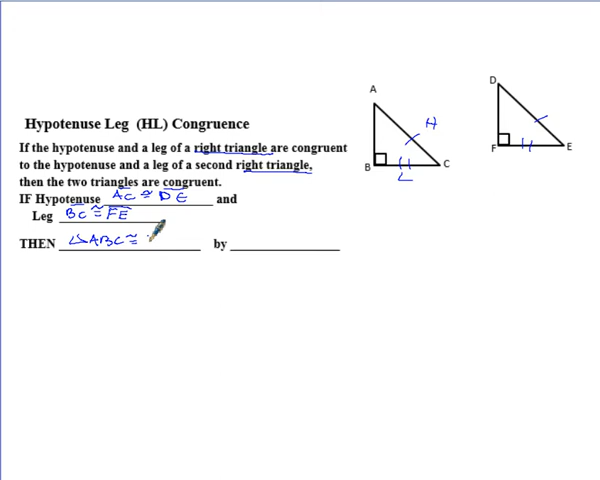 Hypotenuse Leg (HL) Congruence
If the hypotenuse and a leg of a right triangle are congruent
to the hypotenuse and a leg of a second right triangle,
then the two triangles are congruent.
IF Hypotenuse AC ≅ DE and
Leg BC ≅ FE
THEN △ABC ≅ by
A
H
B
C
L
D
F
E